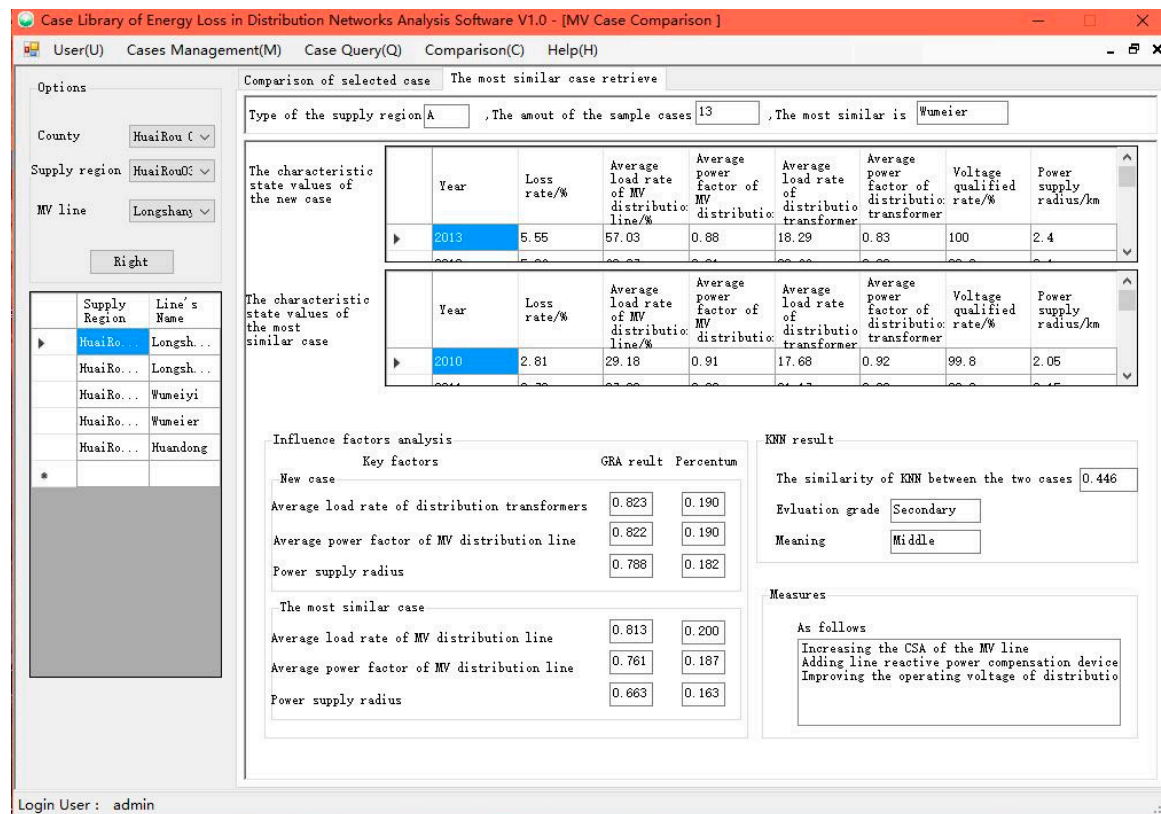 Case Library of Energy Loss in Distribution Networks Analysis Software V1.0 - [MV Case Comparison ]
User(U) Cases Management(M) Case Query(Q) Comparison(C) Help(H)
Options
County HuaiRou
Supply region HuaiRou03
MV line Longshany
Right
Supply Region Line's Name
HuaiRo... Longsh...
HuaiRo... Longsh...
HuaiRo... Wumeiyi
HuaiRo... Wumeier
HuaiRo... Huandong
Comparison of selected case The most similar case retrieve
Type of the supply region A ,The amout of the sample cases 13 ,The most similar is Wumeier
The characteristic
state values of
the new case
Year
Loss rate/%
Average load rate of MV distributio: line/%
Average power factor of MV distributio:
Average load rate of distributio transformer
Average power factor of distributio: transformer
Voltage qualified rate/%
Power supply radius/km
2013 5.55 57.03 0.88 18.29 0.83 100 2.4
The characteristic
state values of
the most
similar case
Year
Loss rate/%
Average load rate of MV distributio: line/%
Average power factor of MV distributio:
Average load rate of distributio transformer
Average power factor of distributio: transformer
Voltage qualified rate/%
Power supply radius/km
2010 2.81 29.18 0.91 17.68 0.92 99.8 2.05
Influence factors analysis
Key factors GRA reult Percentum
New case
Average load rate of distribution transformers 0.823 0.190
Average power factor of MV distribution line 0.822 0.190
Power supply radius 0.788 0.182
The most similar case
Average load rate of MV distribution line 0.813 0.200
Average power factor of MV distribution line 0.761 0.187
Power supply radius 0.663 0.163
KNN result
The similarity of KNN between the two cases 0.446
Evluation grade Secondary
Meaning Middle
Measures
As follows
Increasing the CSA of the MV line
Adding line reactive power compensation device
Improving the operating voltage of distributio
Login User : admin